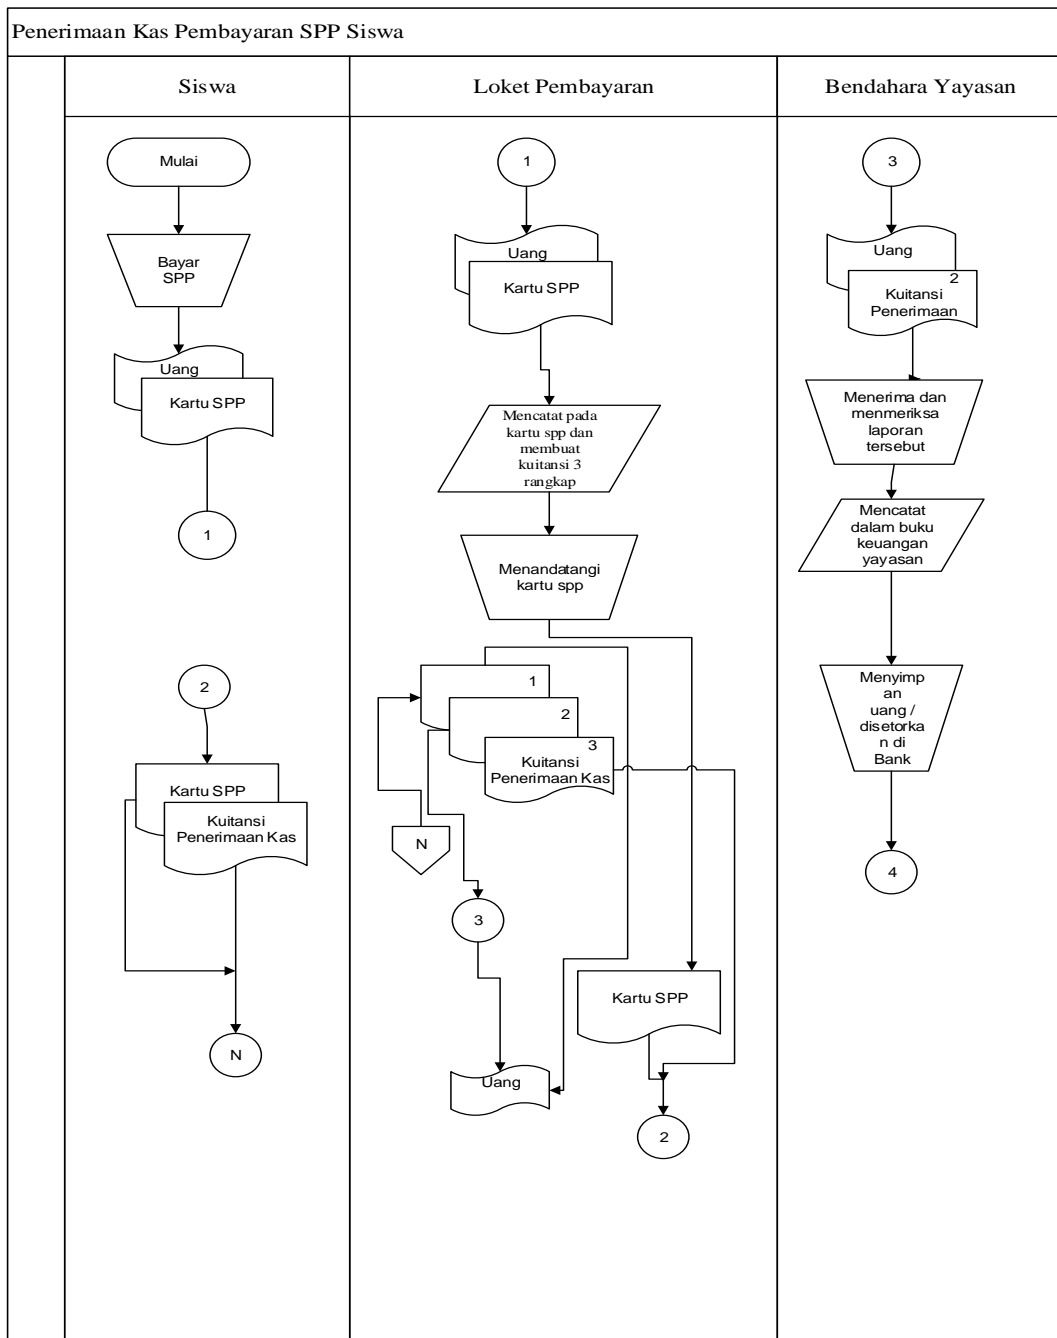 Penerimaan Kas Pembayaran SPP Siswa
Siswa
Loket Pembayaran
Bendahara Yayasan
Mulai
Bayar
SPP
Uang
Kartu SPP
1
2
Kartu SPP
Kuitansi
Penerimaan Kas
N
1
Uang
Kartu SPP
Mencatat pada
kartu spp dan
membuat
kuitansi 3
rangkap
Menandatangi
kartu spp
1
2
3
Kuitansi
Penerimaan Kas
N
3
Kartu SPP
Uang
2
3
Uang
2
Kuitansi
Penerimaan
Menerima dan
menmeriksa
laporan
tersebut
Mencatat
dalam buku
keuangan
yayasan
Menyimp
an
uang /
disetorka
n di
Bank
4